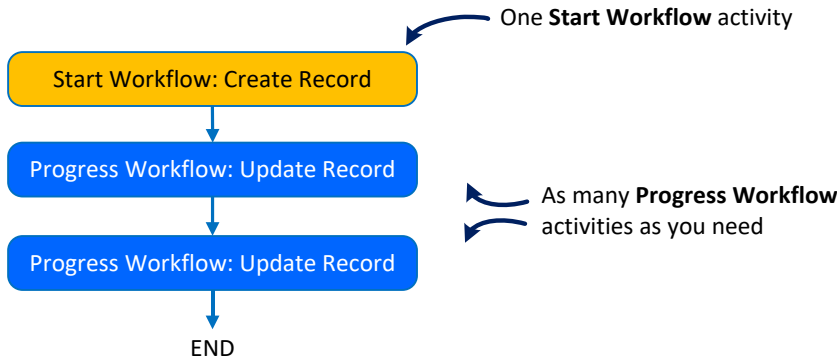 One Start Workflow activity
Start Workflow: Create Record
Progress Workflow: Update Record
As many Progress Workflow
activities as you need
Progress Workflow: Update Record
END